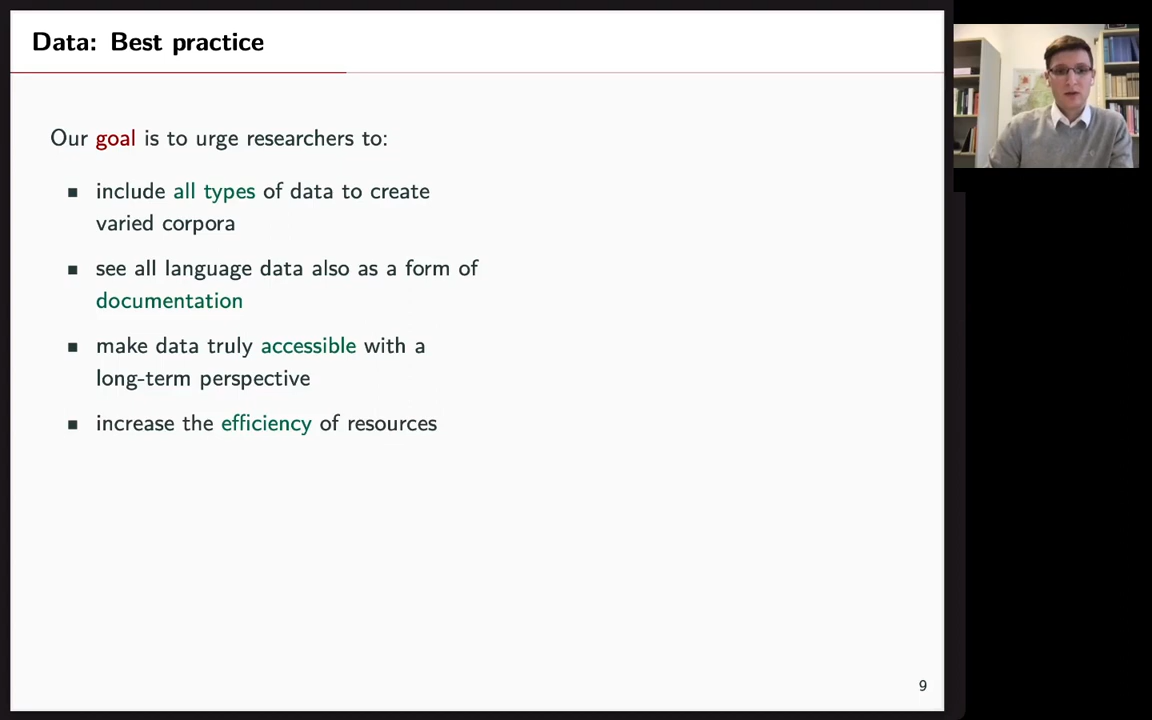 Data: Best practice
Our goal is to urge researchers to:
▪ include all types of data to create
varied corpora
▪ see all language data also as a form of
documentation
▪ make data truly accessible with a
long-term perspective
▪ increase the efficiency of resources
9